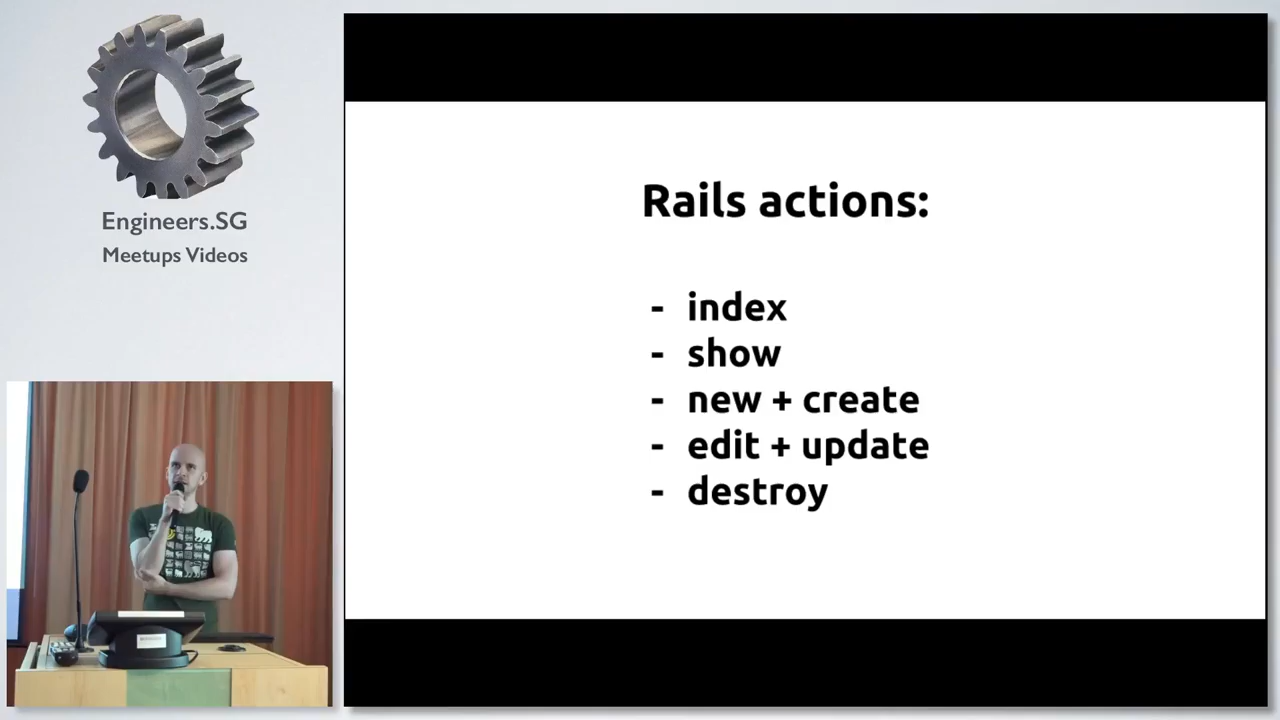 Engineers.SG
Meetups Videos
Rails actions:
- index
- show
- new + create
- edit + update
- destroy